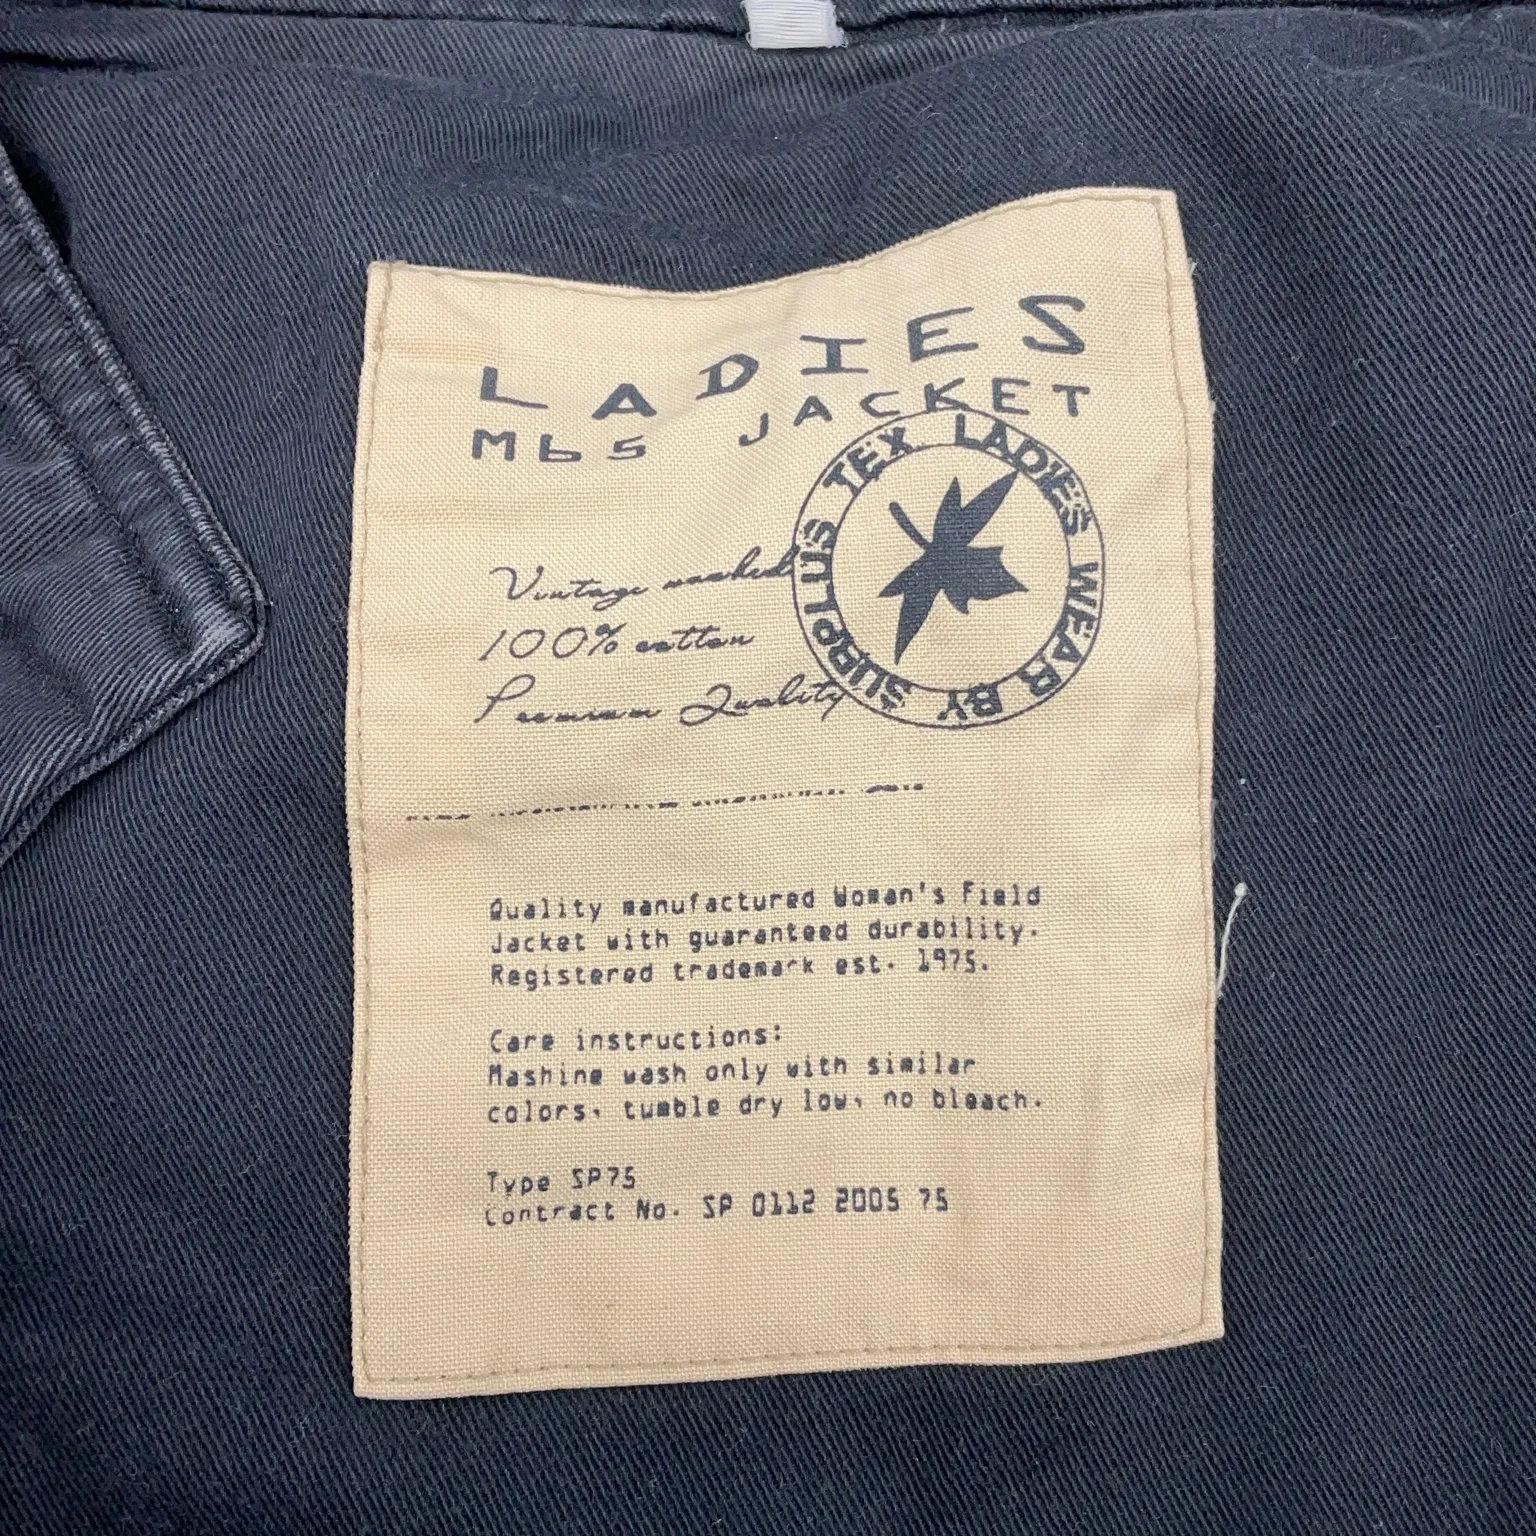 LADIES
M65 JACKET
SURPLUS TEX LADIES WEAR BY
Vintage washed
100% cotton
Premium Quality
Quality manufactured Woman's Field
Jacket with guaranteed durability.
Registered trademark est. 1975.
Care instructions:
Mashine wash only with similar
colors, tumble dry low, no bleach.
Type SP75
Contract No. SP 0112 2005 75